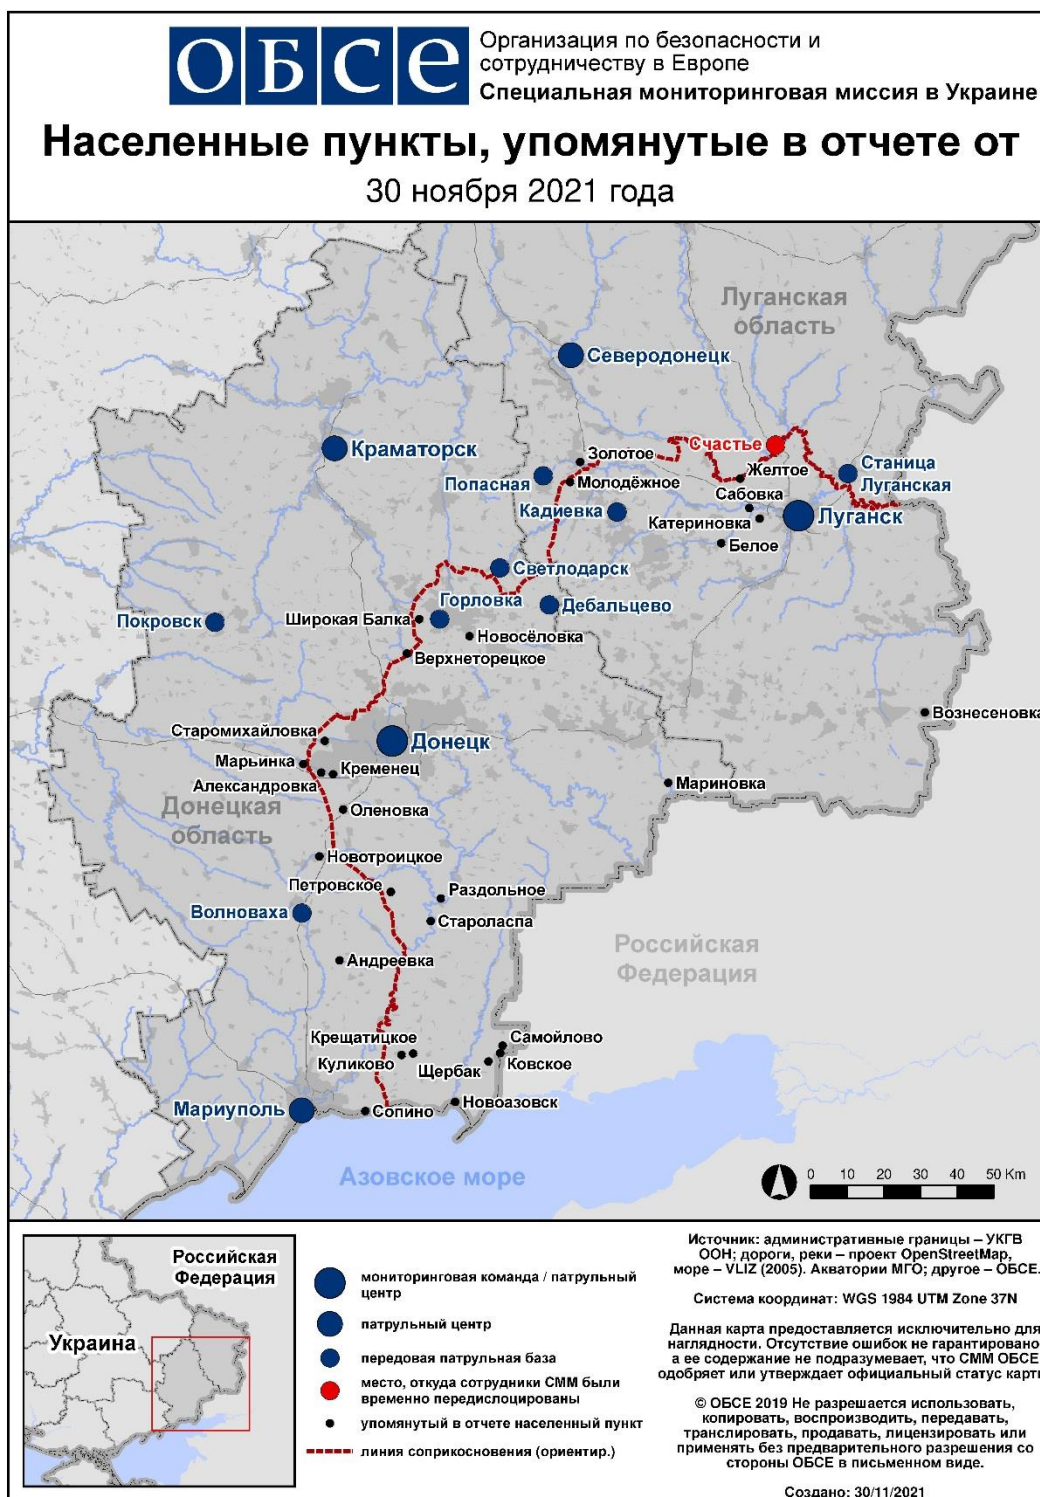 ОБСЕ
Организация по безопасности и
сотрудничеству в Европе
Специальная мониторинговая миссия в Украине
Населенные пункты, упомянутые в отчете от
30 ноября 2021 года
Луганская
область
Северодонецк
Счастье
Краматорск
Золотое
Желтое
Станица
Луганская
Попасная
Молодёжное
Сабовка
Кадиевка
Катериновка
Луганск
Белое
Светлодарск
Горловка
Дебальцево
Покровск
Широкая Балка
Новосёловка
Верхнеторецкое
Вознесеновка
Старомихайловка
Донецк
Марьинка
Кременец
Александровка
Мариновка
Донецкая
область
Оленовка
Новотроицкое
Петровское
Раздольное
Волноваха
Староласпа
Российская
Федерация
Андреевка
Крещатицкое
Самойлово
Куликово
Щербак
Ковское
Мариуполь
Сопино
Новоазовск
Азовское море
0 10 20 30 40 50 Km
Российская
Федерация
Украина
мониторинговая команда / патрульный
центр
патрульный центр
передовая патрульная база
место, откуда сотрудники СММ были
временно передислоцированы
упомянутый в отчете населенный пункт
линия соприкосновения (ориентир.)
Источник: административные границы – УКГВ
ООН; дороги, реки – проект OpenStreetMap,
море – VLIZ (2005). Акватории МГО; другое – ОБСЕ.
Система координат: WGS 1984 UTM Zone 37N
Данная карта предоставляется исключительно для
наглядности. Отсутствие ошибок не гарантировано,
а ее содержание не подразумевает, что СММ ОБСЕ
одобряет или утверждает официальный статус карты
© ОБСЕ 2019 Не разрешается использовать,
копировать, воспроизводить, передавать,
транслировать, продавать, лицензировать или
применять без предварительного разрешения со
стороны ОБСЕ в письменном виде.
Создано: 30/11/2021